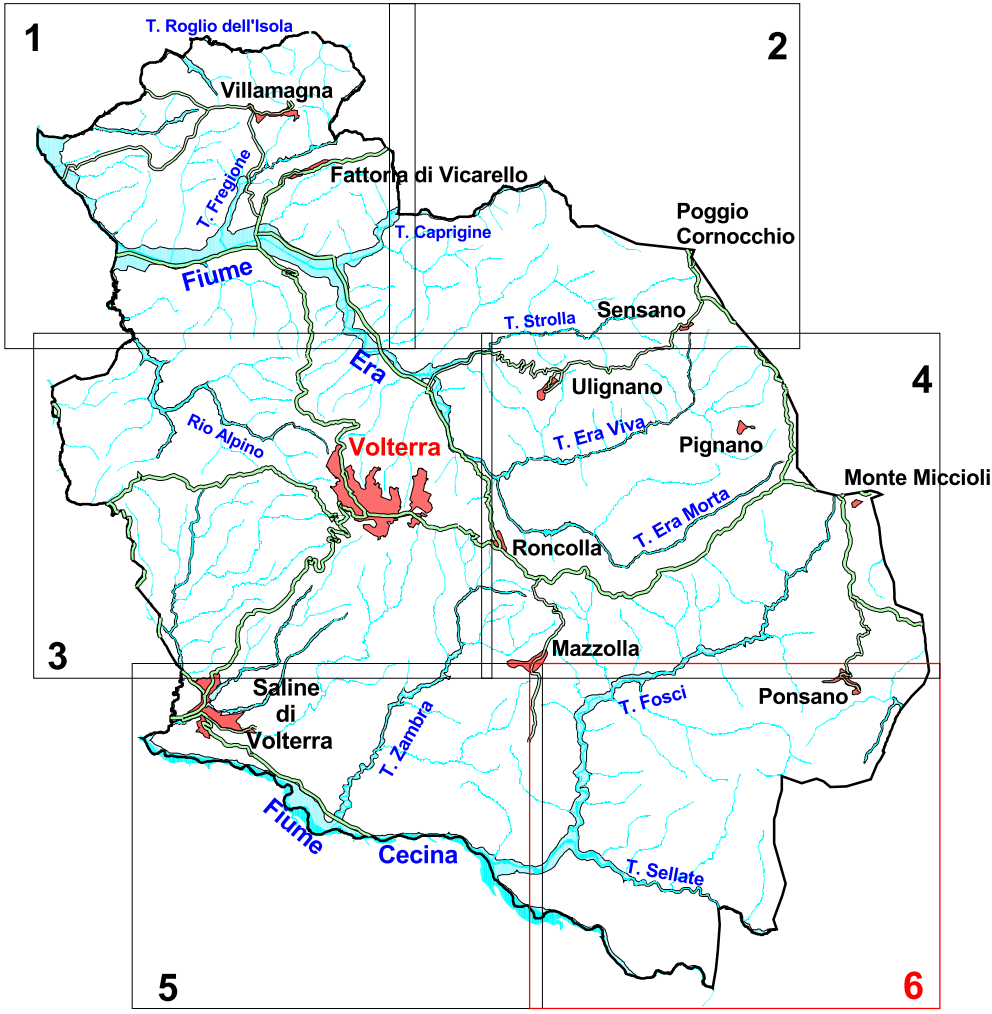 T. Roglio dell'Isola
1
2
Villamagna
Fattoria di Vicarello
T. Fregione
Poggio
Cornocchio
T. Caprigine
Fiume
Sensano
T. Strolla
Era
4
Ulignano
Rio Alpino
T. Era Viva
Volterra
Pignano
Monte Miccioli
T. Era Morta
Roncolla
3
Mazzolla
Saline
di
Volterra
Ponsano
T. Fosci
T. Zambra
Fiume
Cecina
T. Sellate
5
6